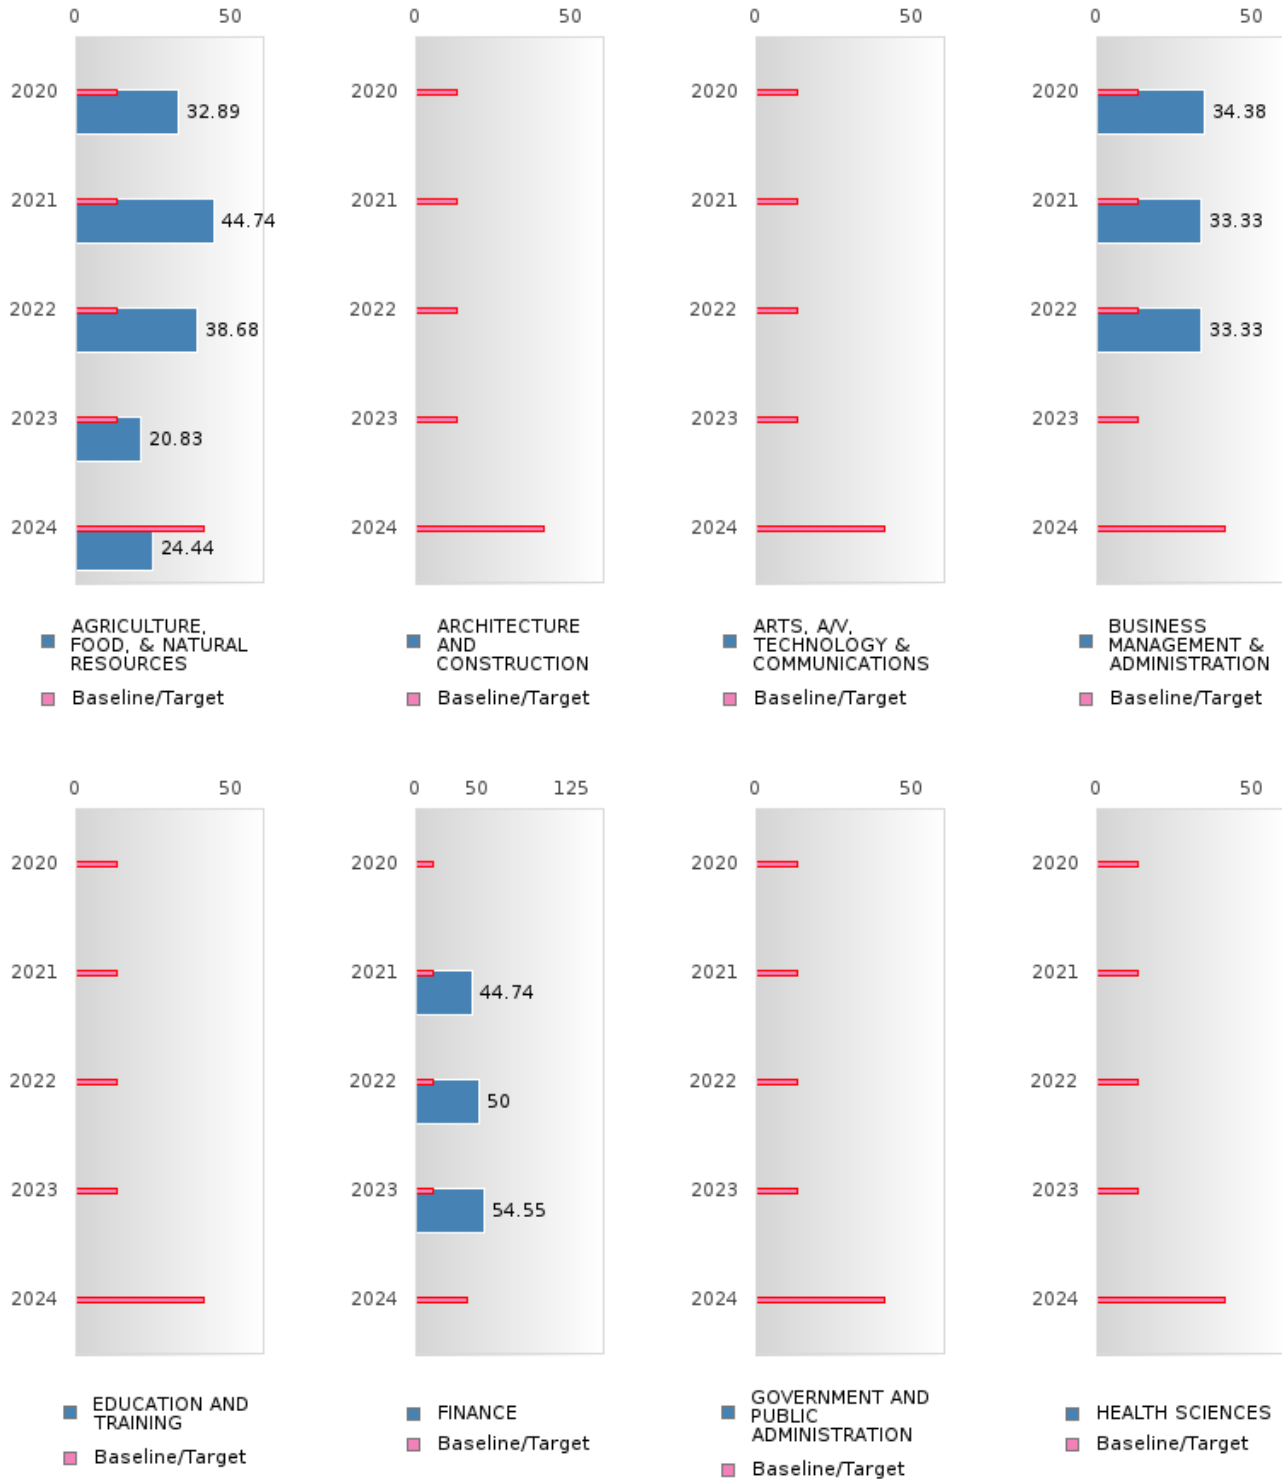 0 50
2020
32.89
2021
44.74
2022
38.68
2023
20.83
2024
24.44
AGRICULTURE,
FOOD, & NATURAL
RESOURCES
Baseline/Target
0 50
2020
2021
2022
2023
2024
ARCHITECTURE
AND
CONSTRUCTION
Baseline/Target
0 50
2020
2021
2022
2023
2024
ARTS, A/V,
TECHNOLOGY &
COMMUNICATIONS
Baseline/Target
0 50
2020
34.38
2021
33.33
2022
33.33
2023
2024
BUSINESS
MANAGEMENT &
ADMINISTRATION
Baseline/Target
0 50
2020
2021
2022
2023
2024
EDUCATION AND
TRAINING
Baseline/Target
0 50 125
2020
2021
44.74
2022
50
2023
54.55
2024
FINANCE
Baseline/Target
0 50
2020
2021
2022
2023
2024
GOVERNMENT AND
PUBLIC
ADMINISTRATION
Baseline/Target
0 50
2020
2021
2022
2023
2024
HEALTH SCIENCES
Baseline/Target